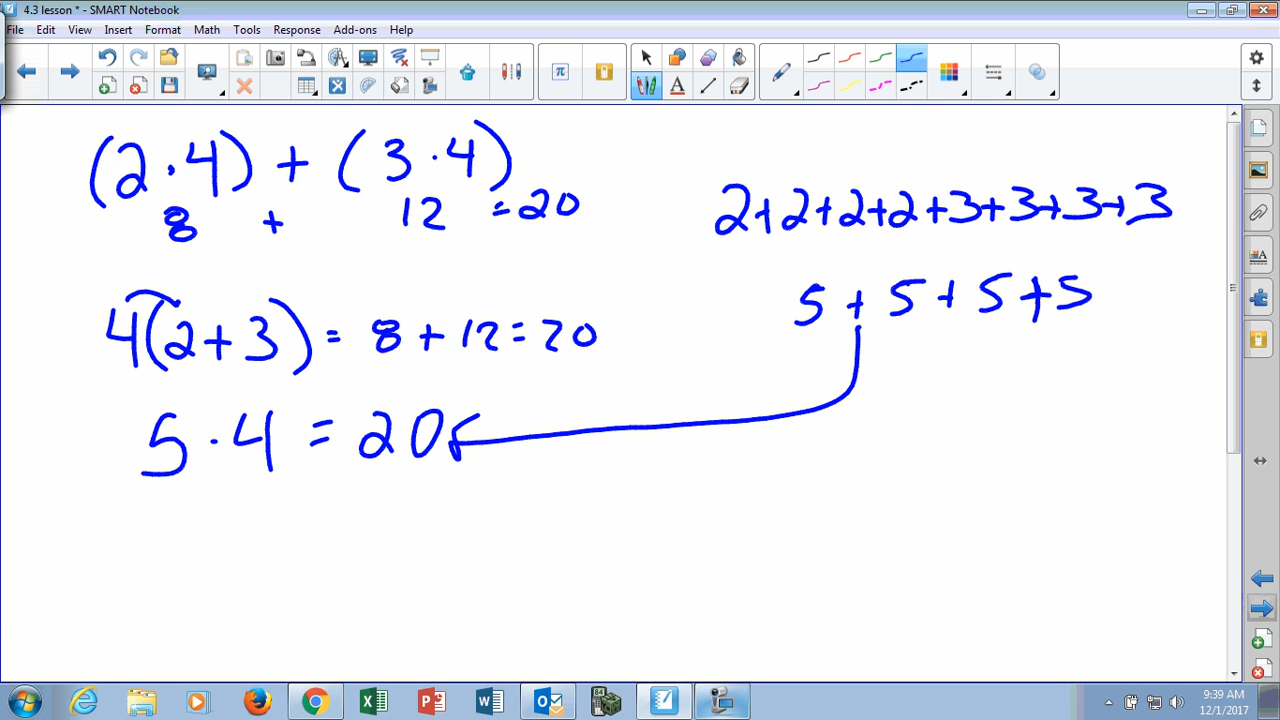 4.3 lesson * - SMART Notebook
File Edit View Insert Format Math Tools Response Add-ons Help
(2·4) + (3·4)
8 + 12 = 20
2+2+2+2+3+3+3+3
5 + 5 + 5 + 5
4(2+3) = 8 + 12 = 20
5 · 4 = 20
9:39 AM
12/1/2017